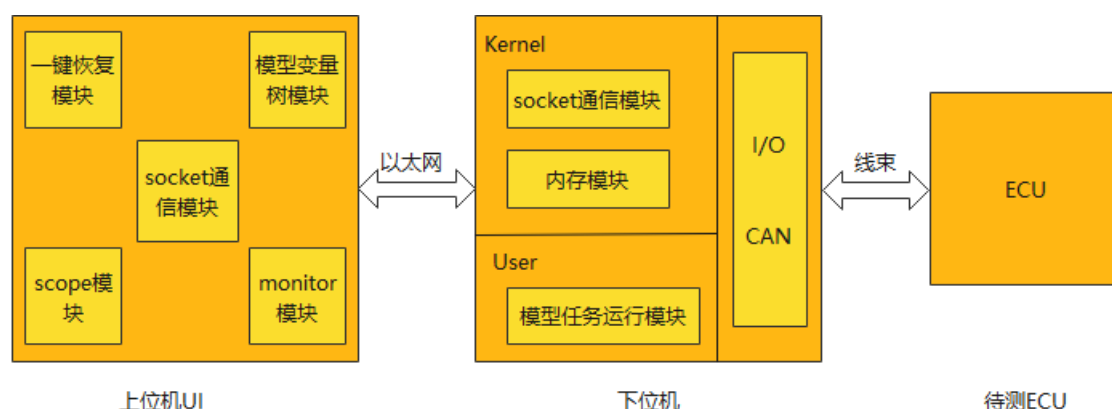 一键恢复
模块
模型变量
树模块
socket通
信模块
scope模
块
monitor
模块
上位机UI
以太网
Kernel
socket通信模块
内存模块
User
模型任务运行模块
I/O
CAN
下位机
线束
ECU
待测ECU